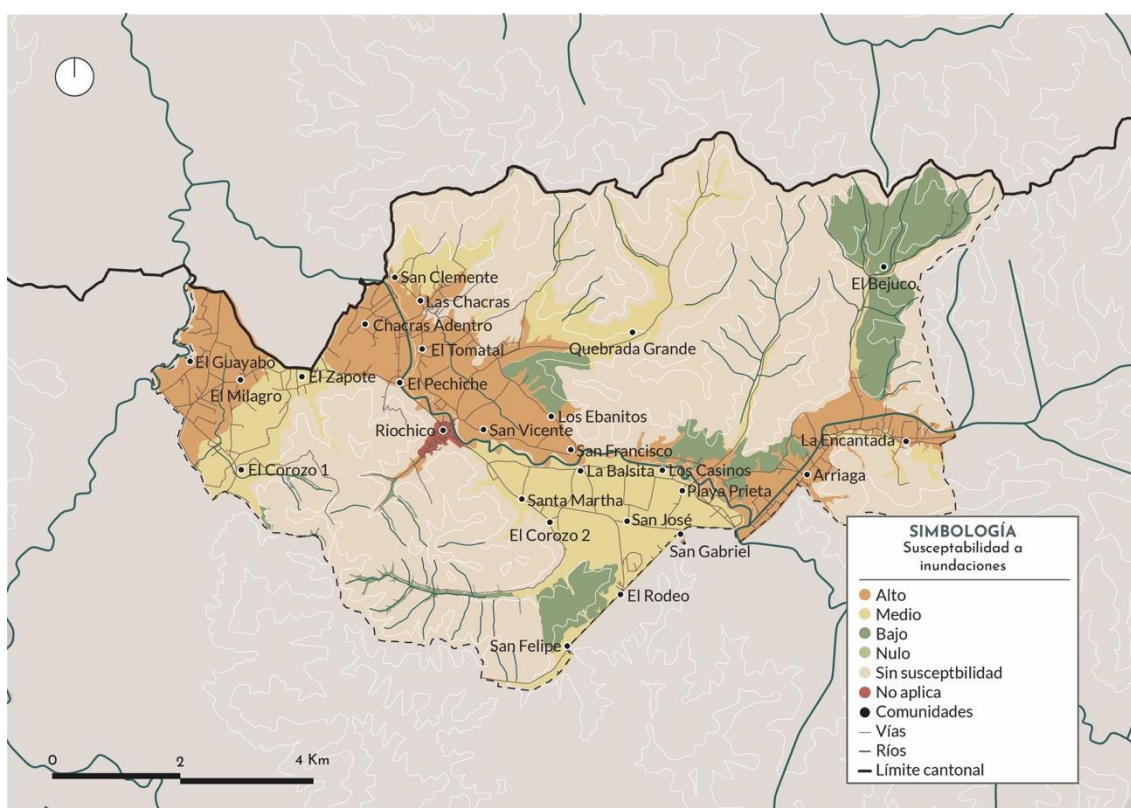 San Clemente
Las Chacras
Chacras Adentro
El Bejuco
El Tomatal
Quebrada Grande
El Guayabo
El Milagro
El Zapote
El Pechiche
Los Ebanitos
Riochico
San Vicente
La Encantada
San Francisco
El Corozo 1
La Balsita
Los Casinos
Arriaga
Playa Prieta
Santa Martha
San José
El Corozo 2
San Gabriel
El Rodeo
San Felipe
SIMBOLOGÍA
Susceptabilidad a
inundaciones
Alto
Medio
Bajo
Nulo
Sin susceptbilidad
No aplica
Comunidades
Vías
Ríos
Límite cantonal
0 2 4 Km